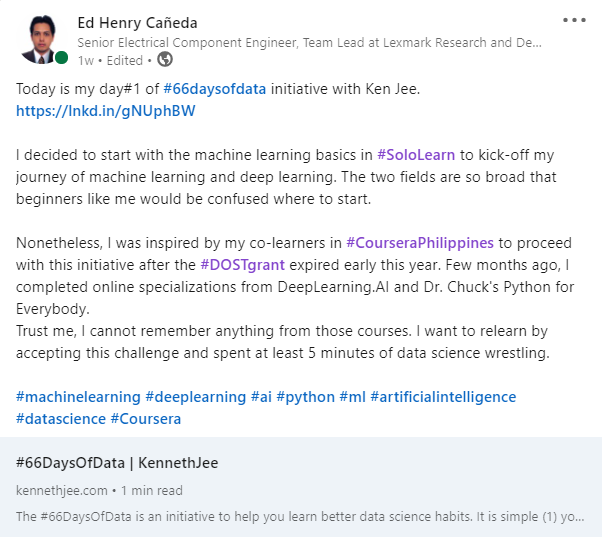 Ed Henry Cañeda
Senior Electrical Component Engineer, Team Lead at Lexmark Research and De...
1w • Edited •
Today is my day#1 of #66daysofdata initiative with Ken Jee.
https://lnkd.in/gNUphBW
I decided to start with the machine learning basics in #SoloLearn to kick-off my
journey of machine learning and deep learning. The two fields are so broad that
beginners like me would be confused where to start.
Nonetheless, I was inspired by my co-learners in #CourseraPhilippines to proceed
with this initiative after the #DOSTgrant expired early this year. Few months ago, I
completed online specializations from DeepLearning.AI and Dr. Chuck's Python for
Everybody.
Trust me, I cannot remember anything from those courses. I want to relearn by
accepting this challenge and spent at least 5 minutes of data science wrestling.
#machinelearning #deeplearning #ai #python #ml #artificialintelligence
#datascience #Coursera
#66DaysOfData | KennethJee
kennethjee.com • 1 min read
The #66DaysOfData is an initiative to help you learn better data science habits. It is simple (1) yo...